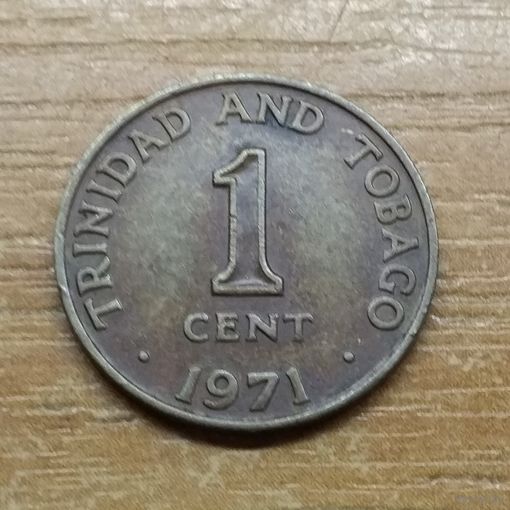 TRINIDAD AND TOBAGO
1
CENT
· 1971 ·